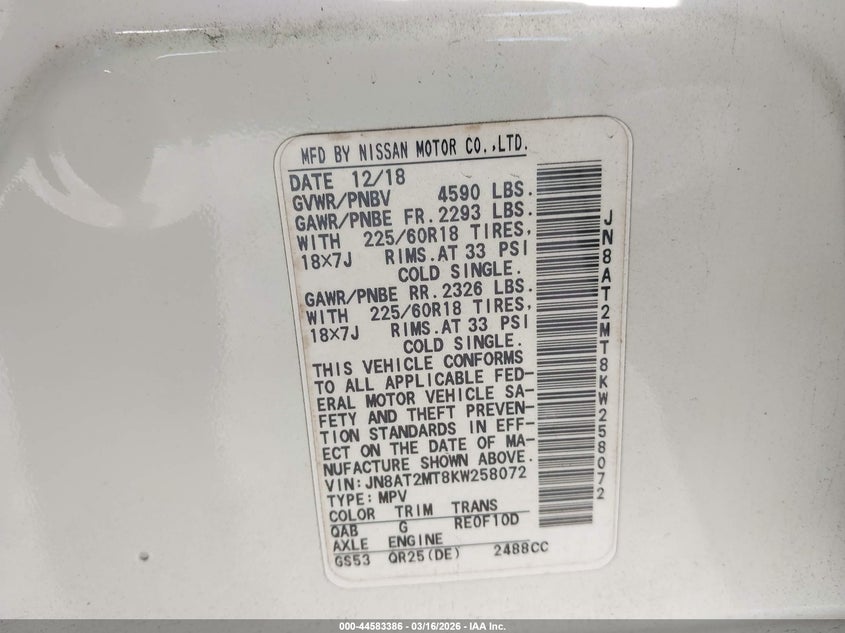 MFD BY NISSAN MOTOR CO.,LTD.
DATE 12/18
GVWR/PNBV 4590 LBS.
GAWR/PNBE FR. 2293 LBS.
WITH 225/60R18 TIRES,
18X7J RIMS.AT 33 PSI
COLD SINGLE.
GAWR/PNBE RR. 2326 LBS.
WITH 225/60R18 TIRES,
18X7J RIMS.AT 33 PSI
COLD SINGLE.
THIS VEHICLE CONFORMS
TO ALL APPLICABLE FED-
ERAL MOTOR VEHICLE SA-
FETY AND THEFT PREVEN-
TION STANDARDS IN EFF-
ECT ON THE DATE OF MA-
NUFACTURE SHOWN ABOVE.
VIN:JN8AT2MT8KW258072
TYPE:MPV
COLOR TRIM TRANS
QAB G RE0F10D
AXLE ENGINE
GS53 QR25(DE) 2488CC
JN8AT2MT8KW258072
000-44583386 - 03/16/2026 - IAA Inc.